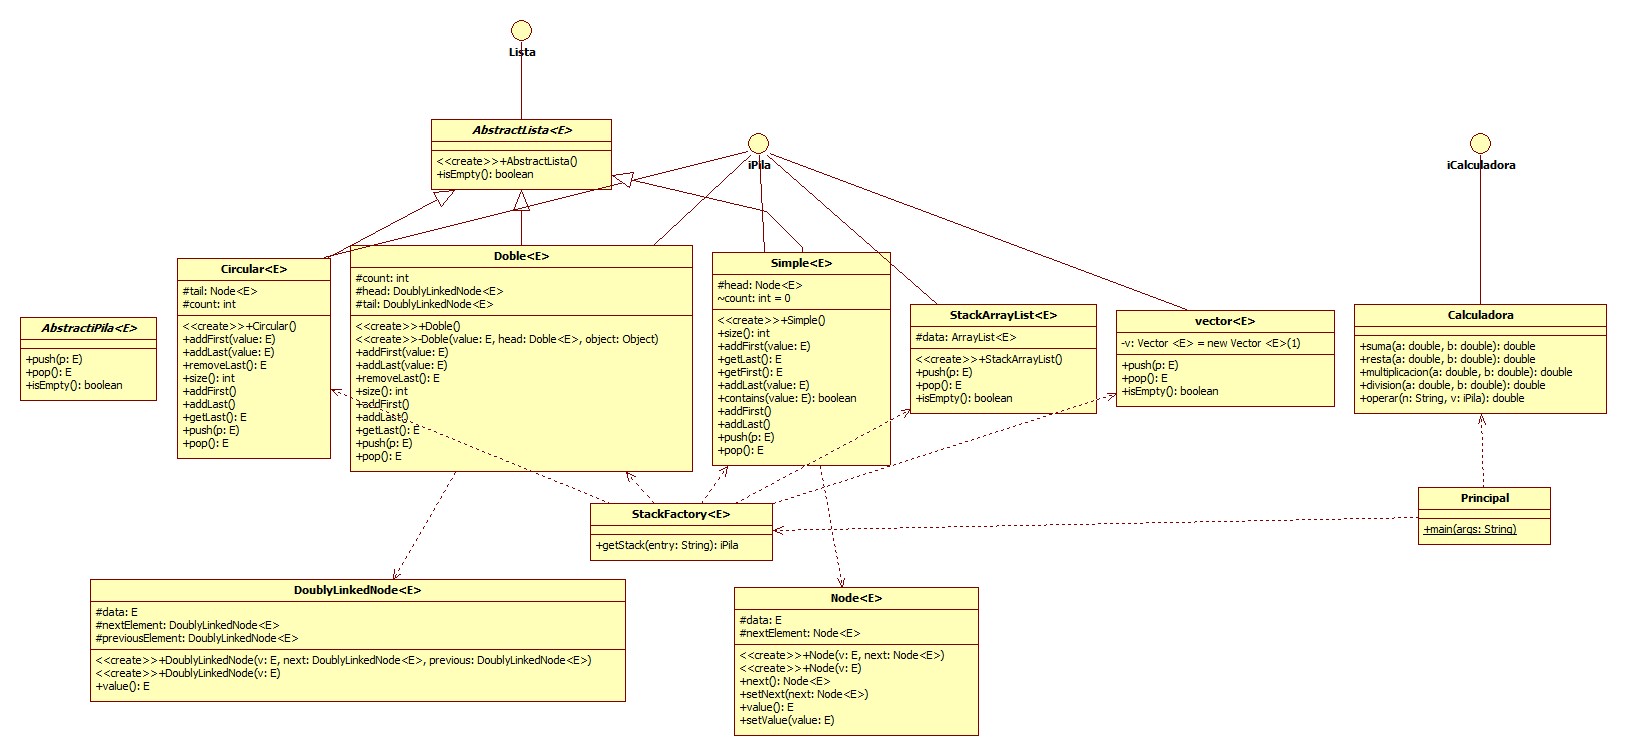 Lista
AbstractLista<E>
<<create>>+AbstractLista()
+isEmpty(): boolean
iPila
iCalculadora
Circular<E>
#tail: Node<E>
#count: int
<<create>>+Circular()
+addFirst(value: E)
+addLast(value: E)
+removeLast(): E
+size(): int
+addFirst()
+addLast()
+getLast(): E
+push(p: E)
+pop(): E
Doble<E>
#count: int
#head: DoublyLinkedNode<E>
#tail: DoublyLinkedNode<E>
<<create>>+Doble()
<<create>>-Doble(value: E, head: Doble<E>, object: Object)
+addFirst(value: E)
+addLast(value: E)
+removeLast(): E
+size(): int
+addFirst()
+addLast()
+getLast(): E
+push(p: E)
+pop(): E
Simple<E>
#head: Node<E>
~count: int = 0
<<create>>+Simple()
+size(): int
+addFirst(value: E)
+getLast(): E
+getFirst(): E
+addLast(value: E)
+contains(value: E): boolean
+addFirst()
+addLast()
+push(p: E)
+pop(): E
StackArrayList<E>
#data: ArrayList<E>
<<create>>+StackArrayList()
+push(p: E)
+pop(): E
+isEmpty(): boolean
vector<E>
-v: Vector <E> = new Vector <E>(1)
+push(p: E)
+pop(): E
+isEmpty(): boolean
Calculadora
+suma(a: double, b: double): double
+resta(a: double, b: double): double
+multiplicacion(a: double, b: double): double
+division(a: double, b: double): double
+operar(n: String, v: iPila): double
AbstractiPila<E>
+push(p: E)
+pop(): E
+isEmpty(): boolean
StackFactory<E>
+getStack(entry: String): iPila
Principal
+main(args: String)
DoublyLinkedNode<E>
#data: E
#nextElement: DoublyLinkedNode<E>
#previousElement: DoublyLinkedNode<E>
<<create>>+DoublyLinkedNode(v: E, next: DoublyLinkedNode<E>, previous: DoublyLinkedNode<E>)
<<create>>+DoublyLinkedNode(v: E)
+value(): E
Node<E>
#data: E
#nextElement: Node<E>
<<create>>+Node(v: E, next: Node<E>)
<<create>>+Node(v: E)
+next(): Node<E>
+setNext(next: Node<E>)
+value(): E
+setValue(value: E)